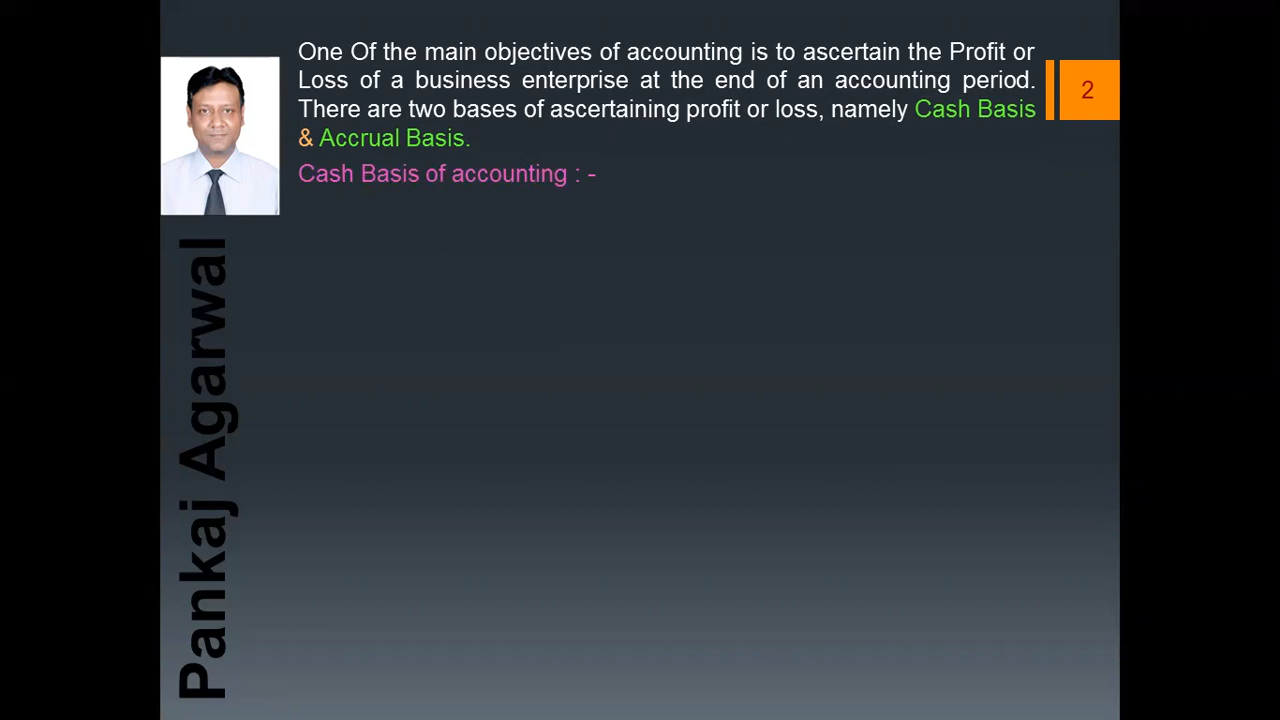 One Of the main objectives of accounting is to ascertain the Profit or
Loss of a business enterprise at the end of an accounting period.
There are two bases of ascertaining profit or loss, namely Cash Basis
& Accrual Basis.
Cash Basis of accounting : -
2
Pankaj Agarwal